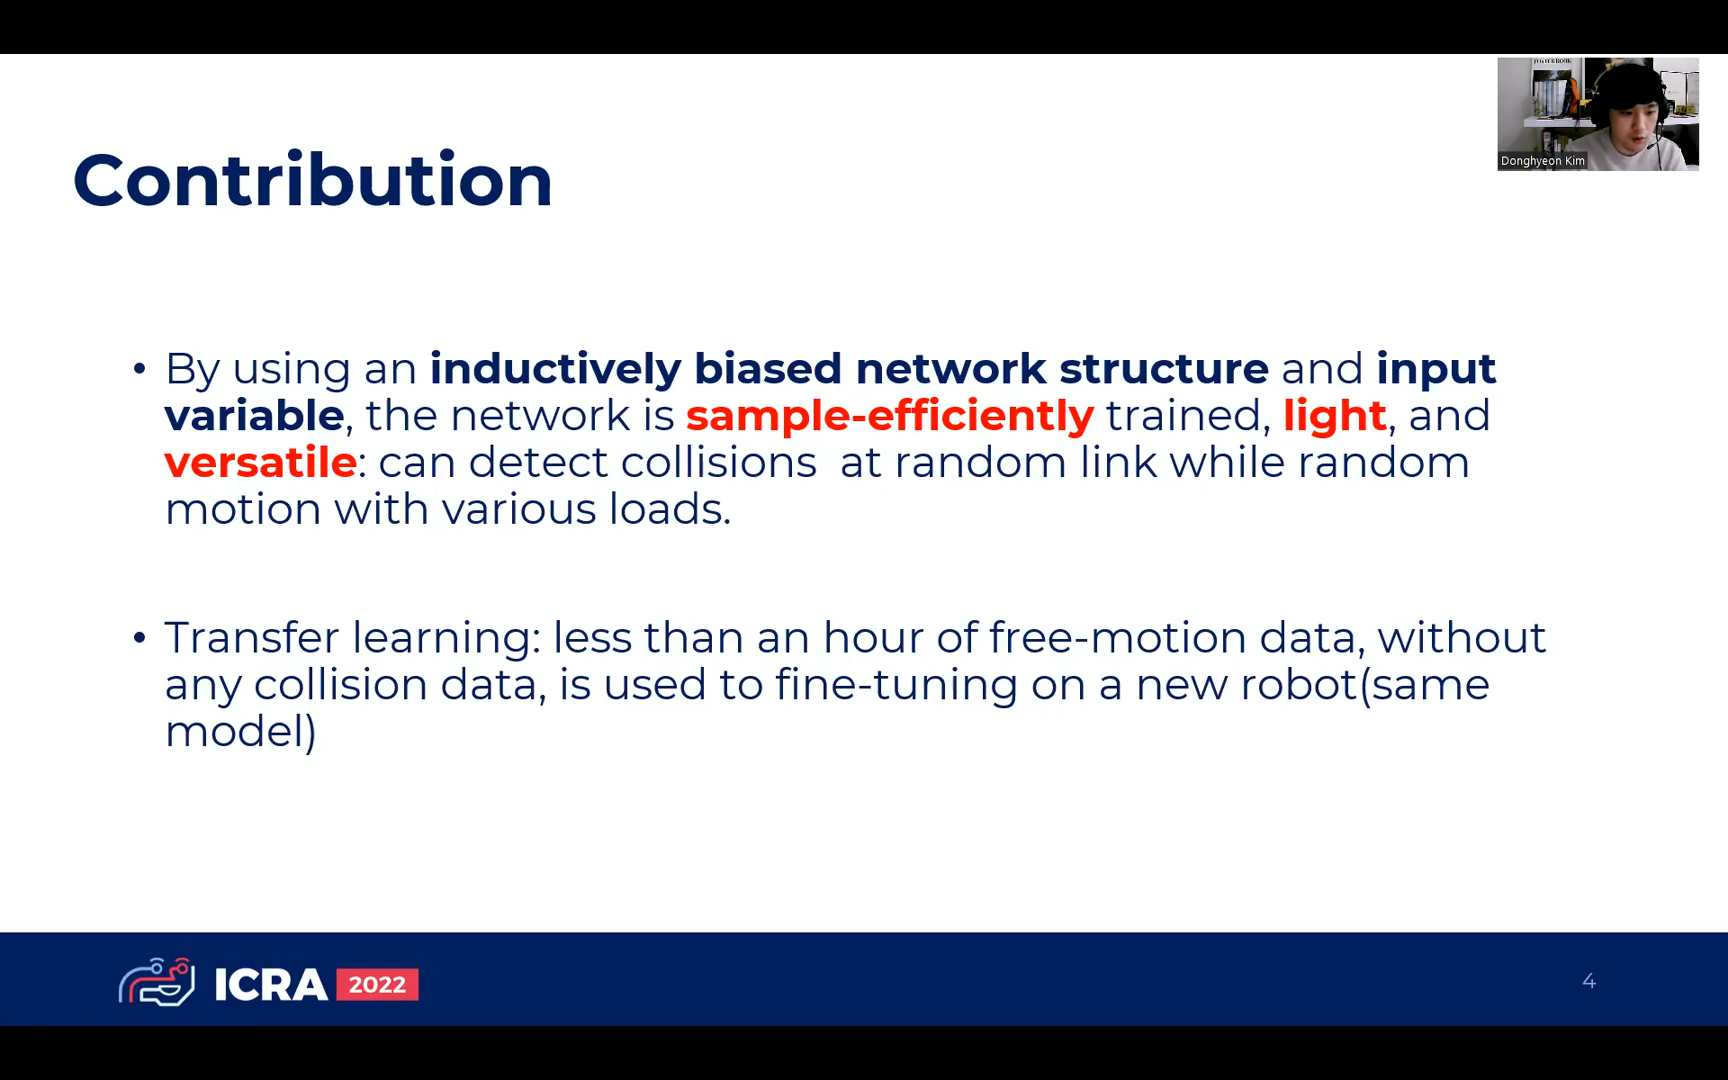 Contribution
Donghyeon Kim
• By using an inductively biased network structure and input
variable, the network is sample-efficiently trained, light, and
versatile: can detect collisions  at random link while random
motion with various loads.
• Transfer learning: less than an hour of free-motion data, without
any collision data, is used to fine-tuning on a new robot(same
model)
ICRA 2022
4